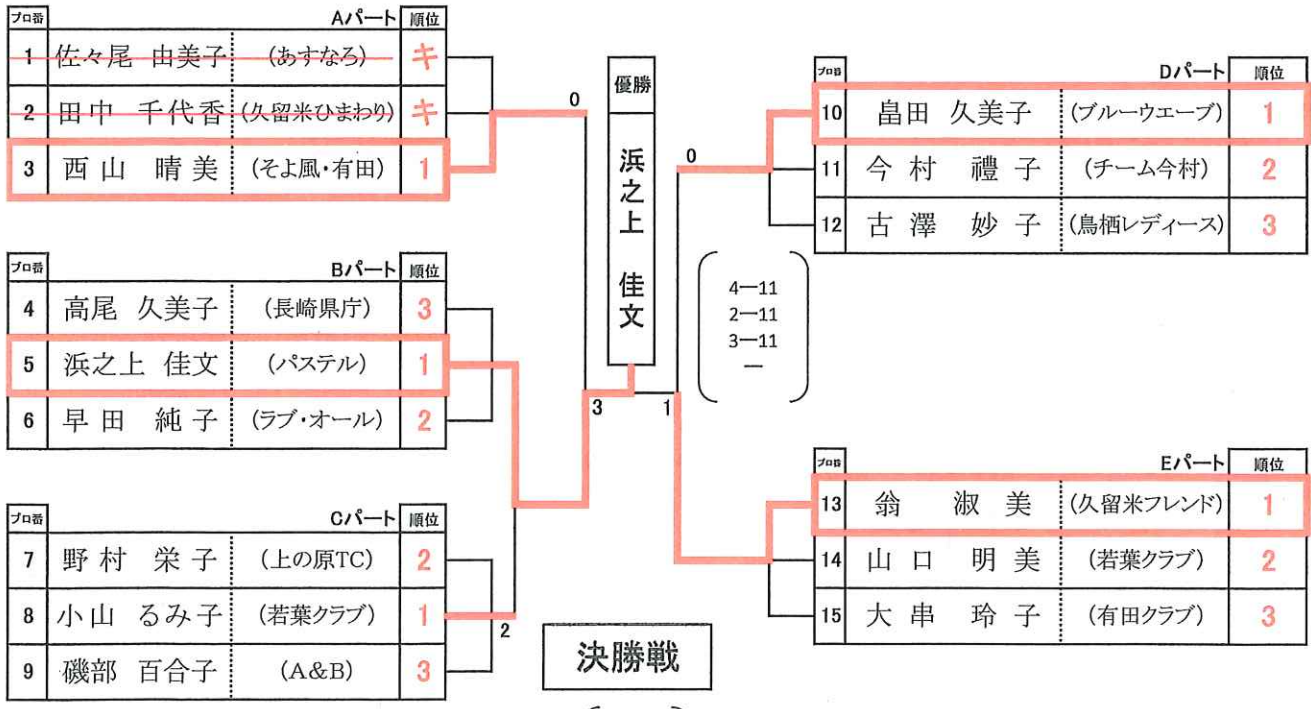 プロ番 Aパート 順位
1 佐々尾 由美子 (あすなろ) キ
2 田中 千代香 (久留米ひまわり) キ
3 西山 晴美 (そよ風・有田) 1
プロ番 Bパート 順位
4 高尾 久美子 (長崎県庁) 3
5 浜之上 佳文 (パステル) 1
6 早田 純子 (ラブ・オール) 2
プロ番 Cパート 順位
7 野村 栄子 (上の原TC) 2
8 小山 るみ子 (若葉クラブ) 1
9 磯部 百合子 (A&B) 3
0
3
2
優勝
浜之上 佳文
0
1
4―11
2―11
3―11
―
決勝戦
プロ番 Dパート 順位
10 畠田 久美子 (ブルーウエーブ) 1
11 今村 禮子 (チーム今村) 2
12 古澤 妙子 (鳥栖レディース) 3
プロ番 Eパート 順位
13 翁 淑美 (久留米フレンド) 1
14 山口 明美 (若葉クラブ) 2
15 大串 玲子 (有田クラブ) 3